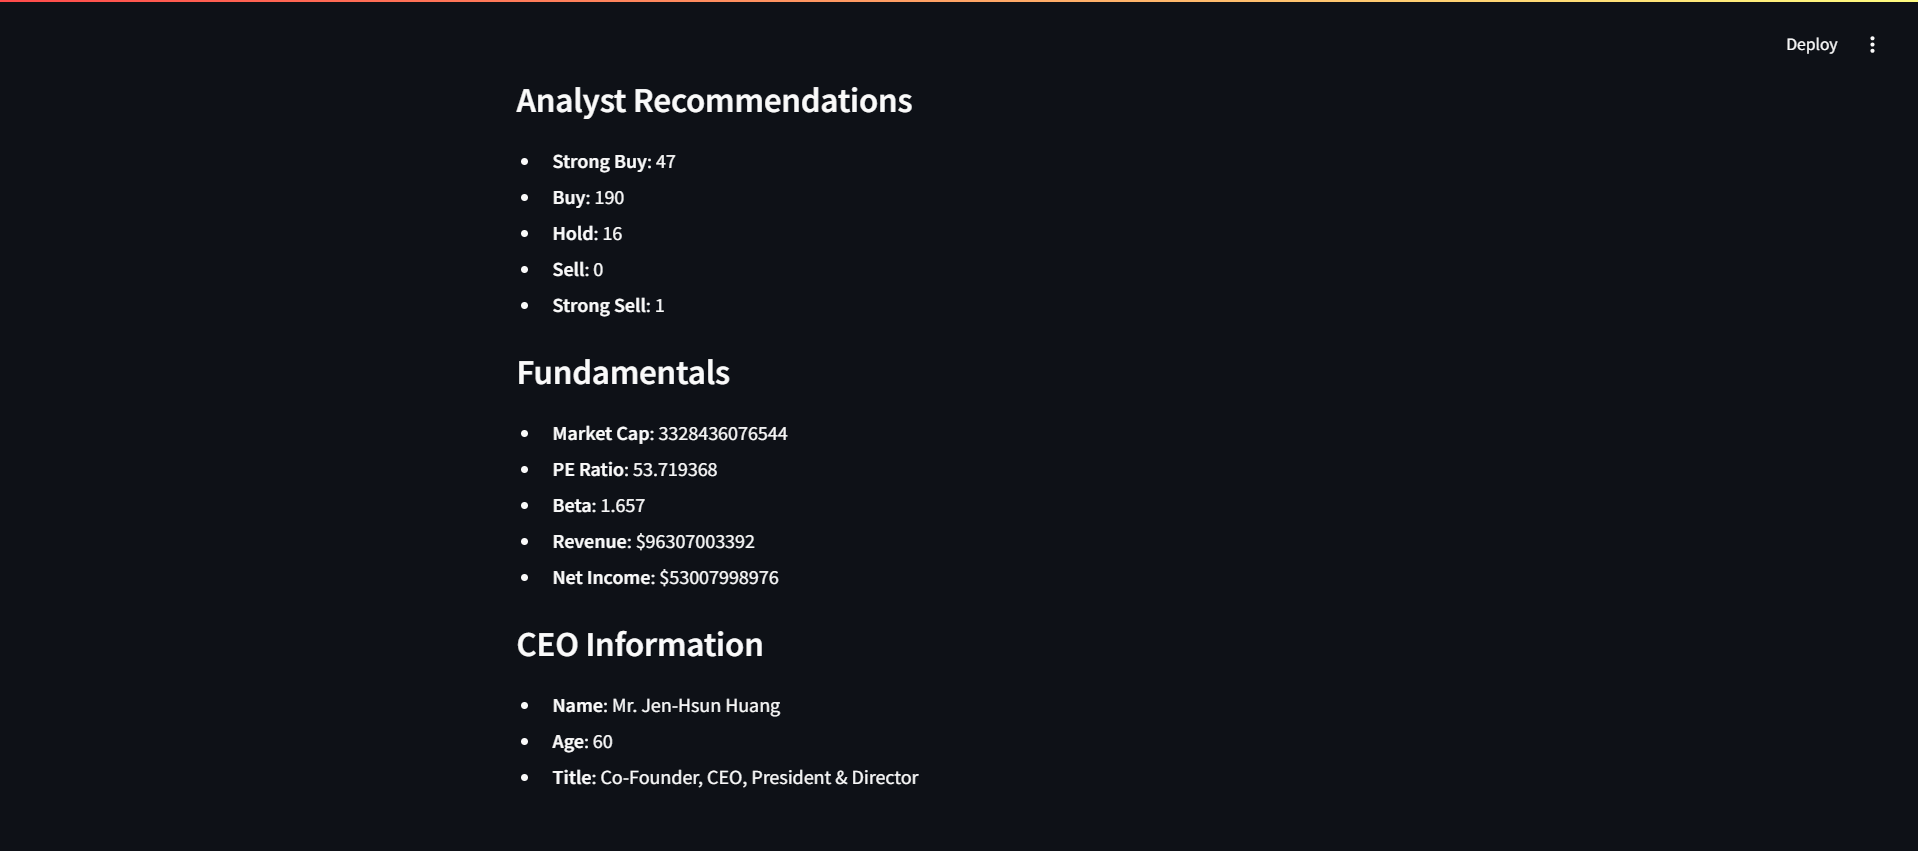 Deploy
Analyst Recommendations
Strong Buy: 47
Buy: 190
Hold: 16
Sell: 0
Strong Sell: 1
Fundamentals
Market Cap: 3328436076544
PE Ratio: 53.719368
Beta: 1.657
Revenue: $96307003392
Net Income: $53007998976
CEO Information
Name: Mr. Jen-Hsun Huang
Age: 60
Title: Co-Founder, CEO, President & Director